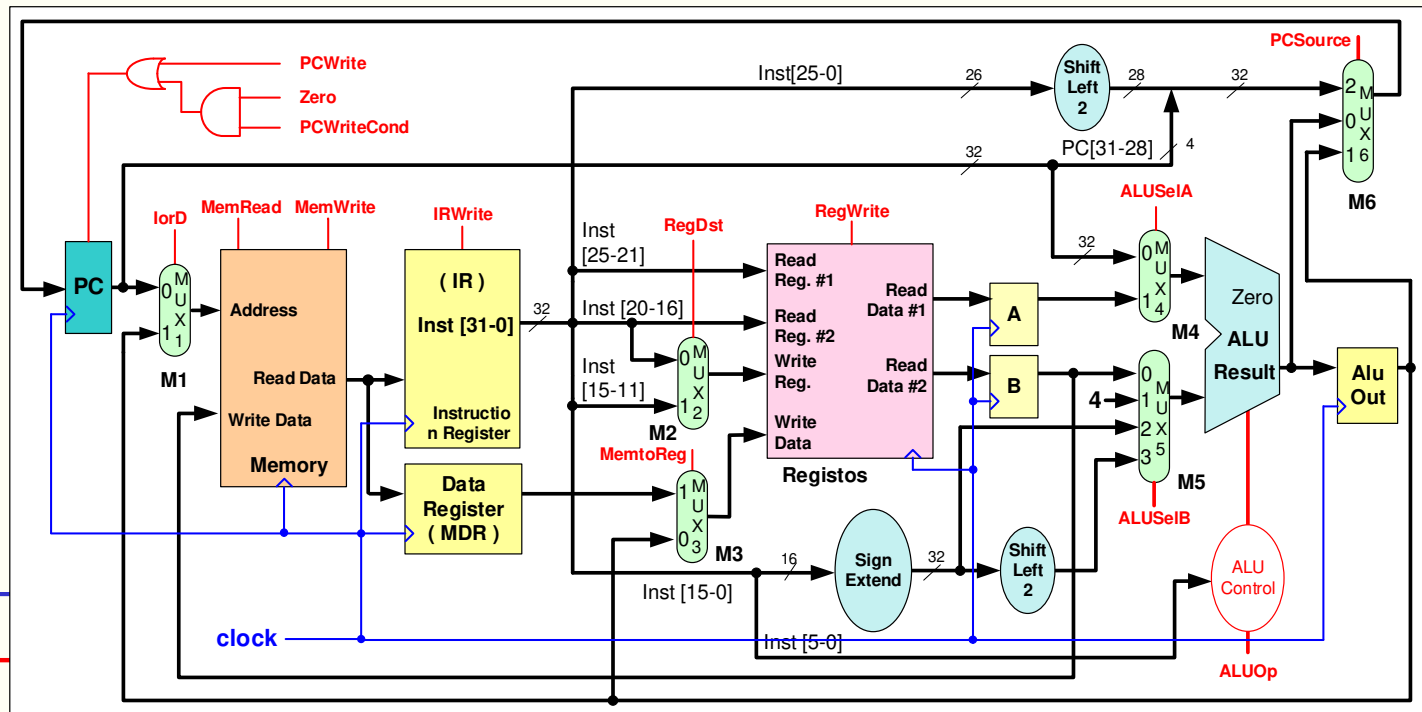 PCWrite
Zero
PCWriteCond
Inst[25-0]
26
Shift
Left
2
28
32
PCSource
2
0
1
M
U
X
6
M6
32
PC[31-28]
4
IorD
MemRead
MemWrite
IRWrite
RegDst
RegWrite
ALUSelA
PC
0
1
M
U
X
1
M1
Address
Read Data
Write Data
Memory
( IR )
Inst [31-0]
Instructio
n Register
32
Data
Register
( MDR )
Inst
[25-21]
Inst [20-16]
Inst
[15-11]
0
1
M
U
X
2
M2
MemtoReg
1
0
M
U
X
3
M3
Read
Reg. #1
Read
Reg. #2
Write
Reg.
Write
Data
Read
Data #1
Read
Data #2
Registos
A
B
32
0
1
M
U
X
4
M4
4
0
1
2
3
M
U
X
5
M5
ALUSelB
Zero
ALU
Result
Alu
Out
16
Inst [15-0]
Sign
Extend
32
Shift
Left
2
ALU
Control
ALUOp
clock
Inst [5-0]